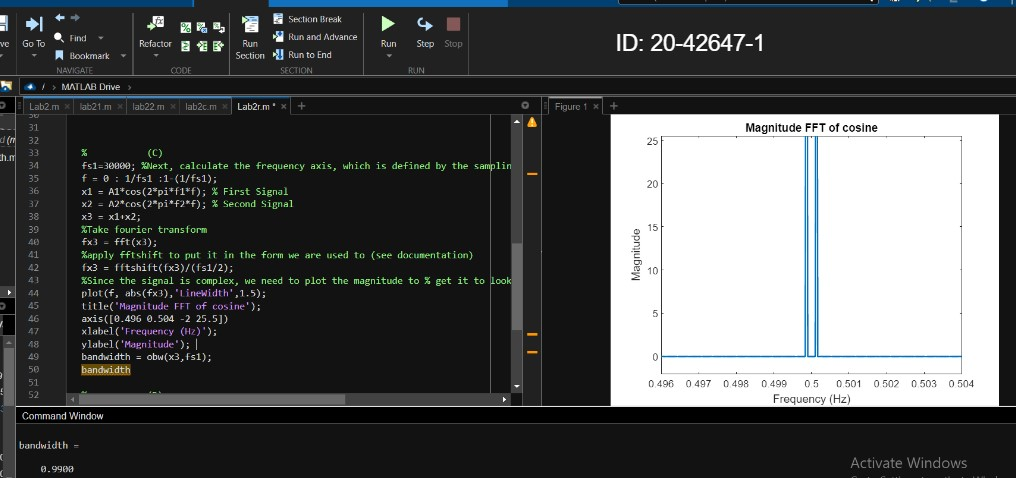 Go To
Find
Bookmark
NAVIGATE
Refactor
CODE
Section Break
Run and Advance
Run to End
Run
Section
SECTION
Run
Step
Stop
RUN
ID: 20-42647-1
/ > MATLAB Drive >
Lab2.m × lab21.m × lab22.m × lab2c.m × Lab2r.m * × +
31
32
33 % (C)
34 fs1=30000; %Next, calculate the frequency axis, which is defined by the samplin
35 f = 0 : 1/fs1 :1-(1/fs1);
36 x1 = A1*cos(2*pi*f1*f); % First Signal
37 x2 = A2*cos(2*pi*f2*f); % Second Signal
38 x3 = x1+x2;
39 %Take fourier transform
40 fx3 = fft(x3);
41 %apply fftshift to put it in the form we are used to (see documentation)
42 fx3 = fftshift(fx3)/(fs1/2);
43 %Since the signal is complex, we need to plot the magnitude to % get it to look
44 plot(f, abs(fx3),'LineWidth',1.5);
45 title('Magnitude FFT of cosine');
46 axis([0.496 0.504 -2 25.5])
47 xlabel('Frequency (Hz)');
48 ylabel('Magnitude');
49 bandwidth = obw(x3,fs1);
50 bandwidth
51
52
Figure 1 × +
Magnitude FFT of cosine
25
20
15
10
5
0
Magnitude
0.496 0.497 0.498 0.499 0.5 0.501 0.502 0.503 0.504
Frequency (Hz)
Command Window
bandwidth =
0.9900
Activate Windows